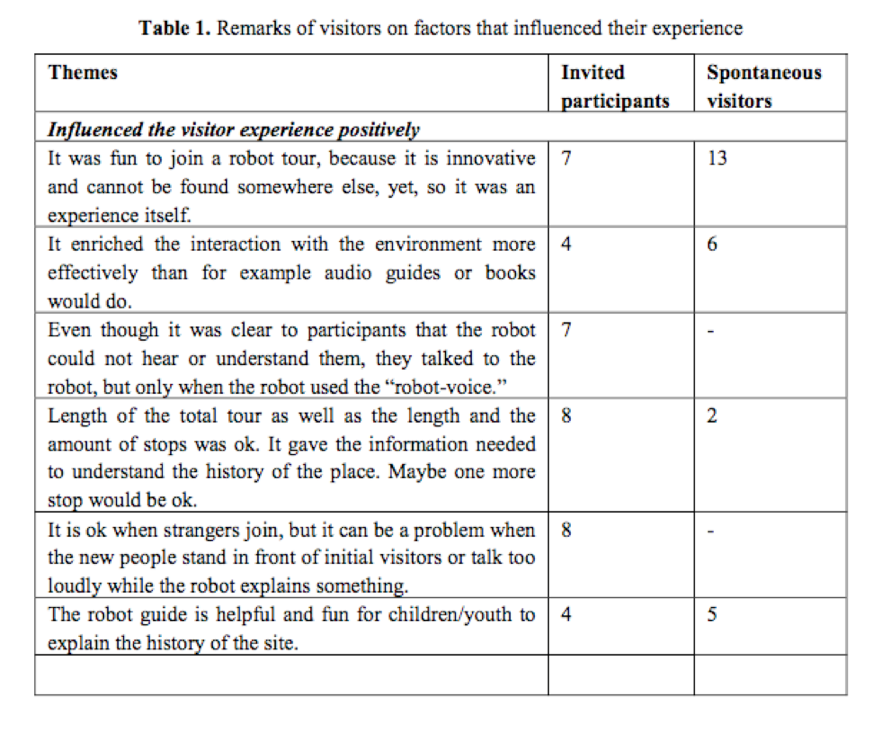 Table 1. Remarks of visitors on factors that influenced their experience
Themes
Invited
participants
Spontaneous
visitors
Influenced the visitor experience positively
It was fun to join a robot tour, because it is innovative
and cannot be found somewhere else, yet, so it was an
experience itself.
7
13
It enriched the interaction with the environment more
effectively than for example audio guides or books
would do.
4
6
Even though it was clear to participants that the robot
could not hear or understand them, they talked to the
robot, but only when the robot used the “robot-voice.”
7
-
Length of the total tour as well as the length and the
amount of stops was ok. It gave the information needed
to understand the history of the place. Maybe one more
stop would be ok.
8
2
It is ok when strangers join, but it can be a problem when
the new people stand in front of initial visitors or talk too
loudly while the robot explains something.
8
-
The robot guide is helpful and fun for children/youth to
explain the history of the site.
4
5